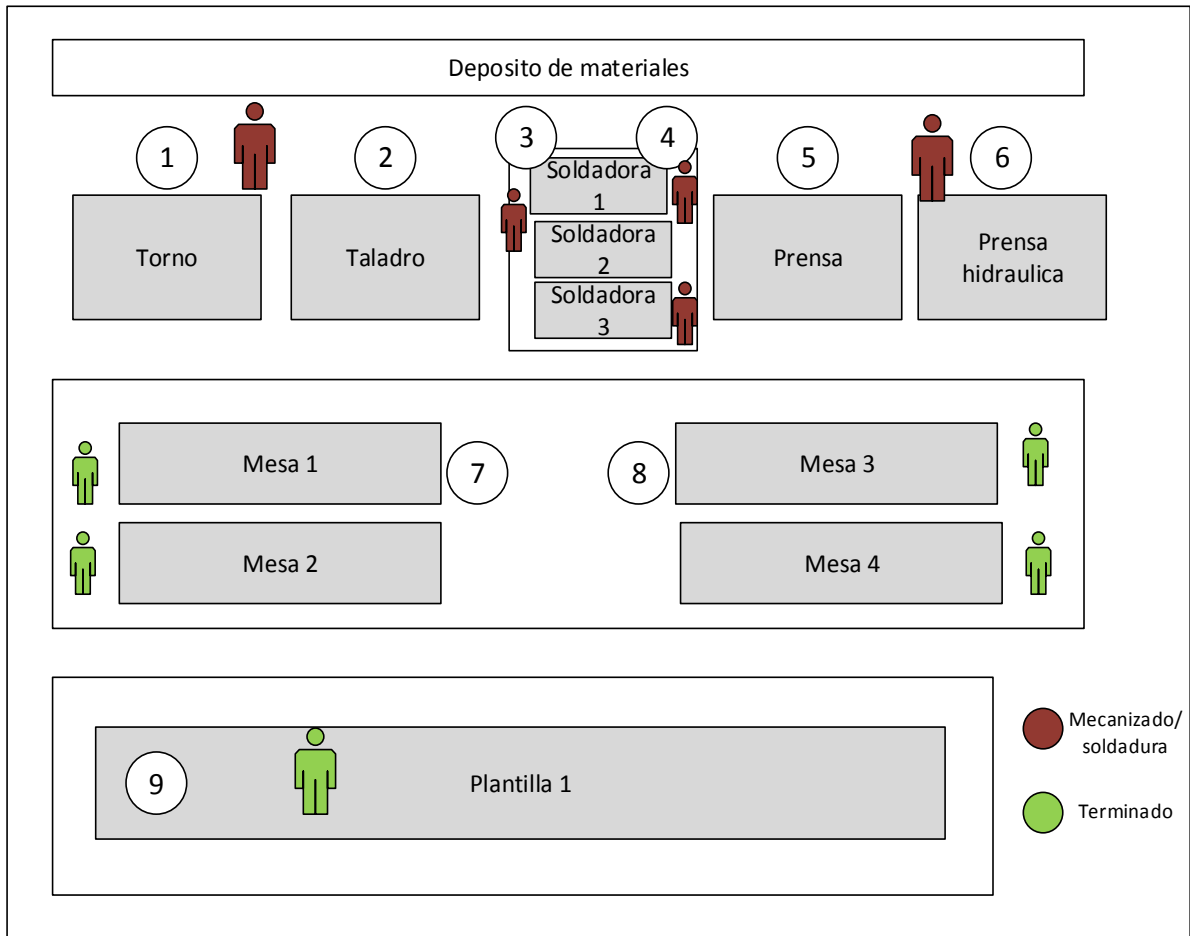 Deposito de materiales
1
2
3
4
5
6
Torno
Taladro
Soldadora
1
Soldadora
2
Soldadora
3
Prensa
Prensa
hidraulica
Mesa 1
7
8
Mesa 3
Mesa 2
Mesa 4
9
Plantilla 1
Mecanizado/
soldadura
Terminado